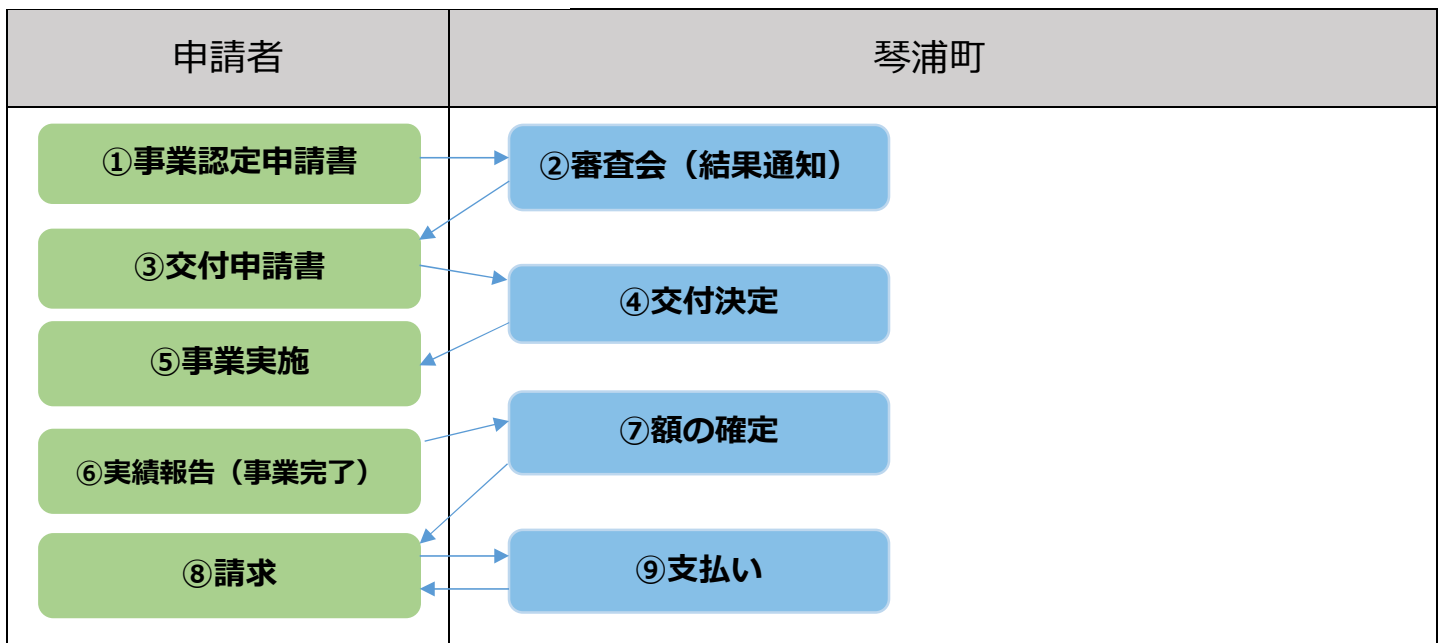 申請者
琴浦町
①事業認定申請書
②審査会（結果通知）
③交付申請書
④交付決定
⑤事業実施
⑥実績報告（事業完了）
⑦額の確定
⑧請求
⑨支払い